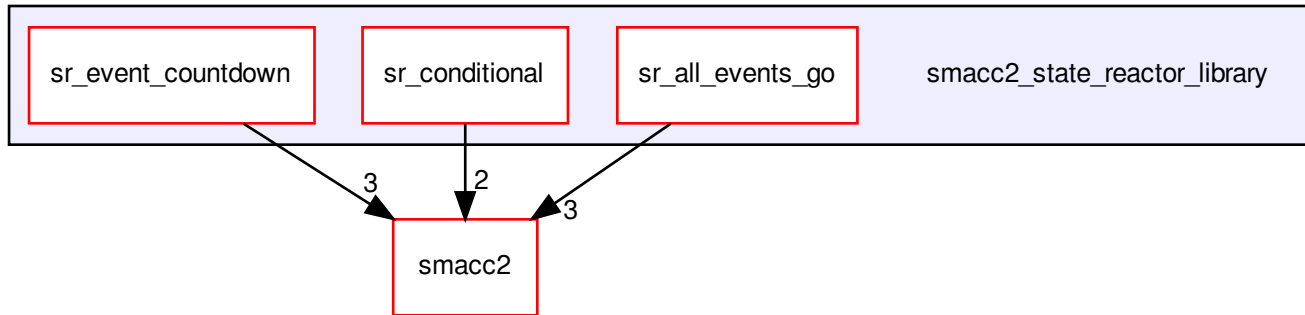 sr_event_countdown
sr_conditional
sr_all_events_go
smacc2_state_reactor_library
3
2
3
smacc2